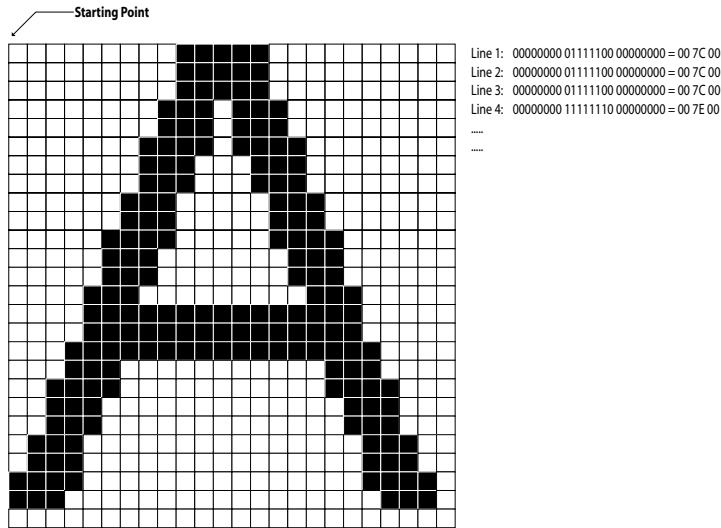 Starting Point
Line 1: 00000000 01111100 00000000 = 00 7C 00
Line 2: 00000000 01111100 00000000 = 00 7C 00
Line 3: 00000000 01111100 00000000 = 00 7C 00
Line 4: 00000000 11111110 00000000 = 00 7E 00
.....
.....